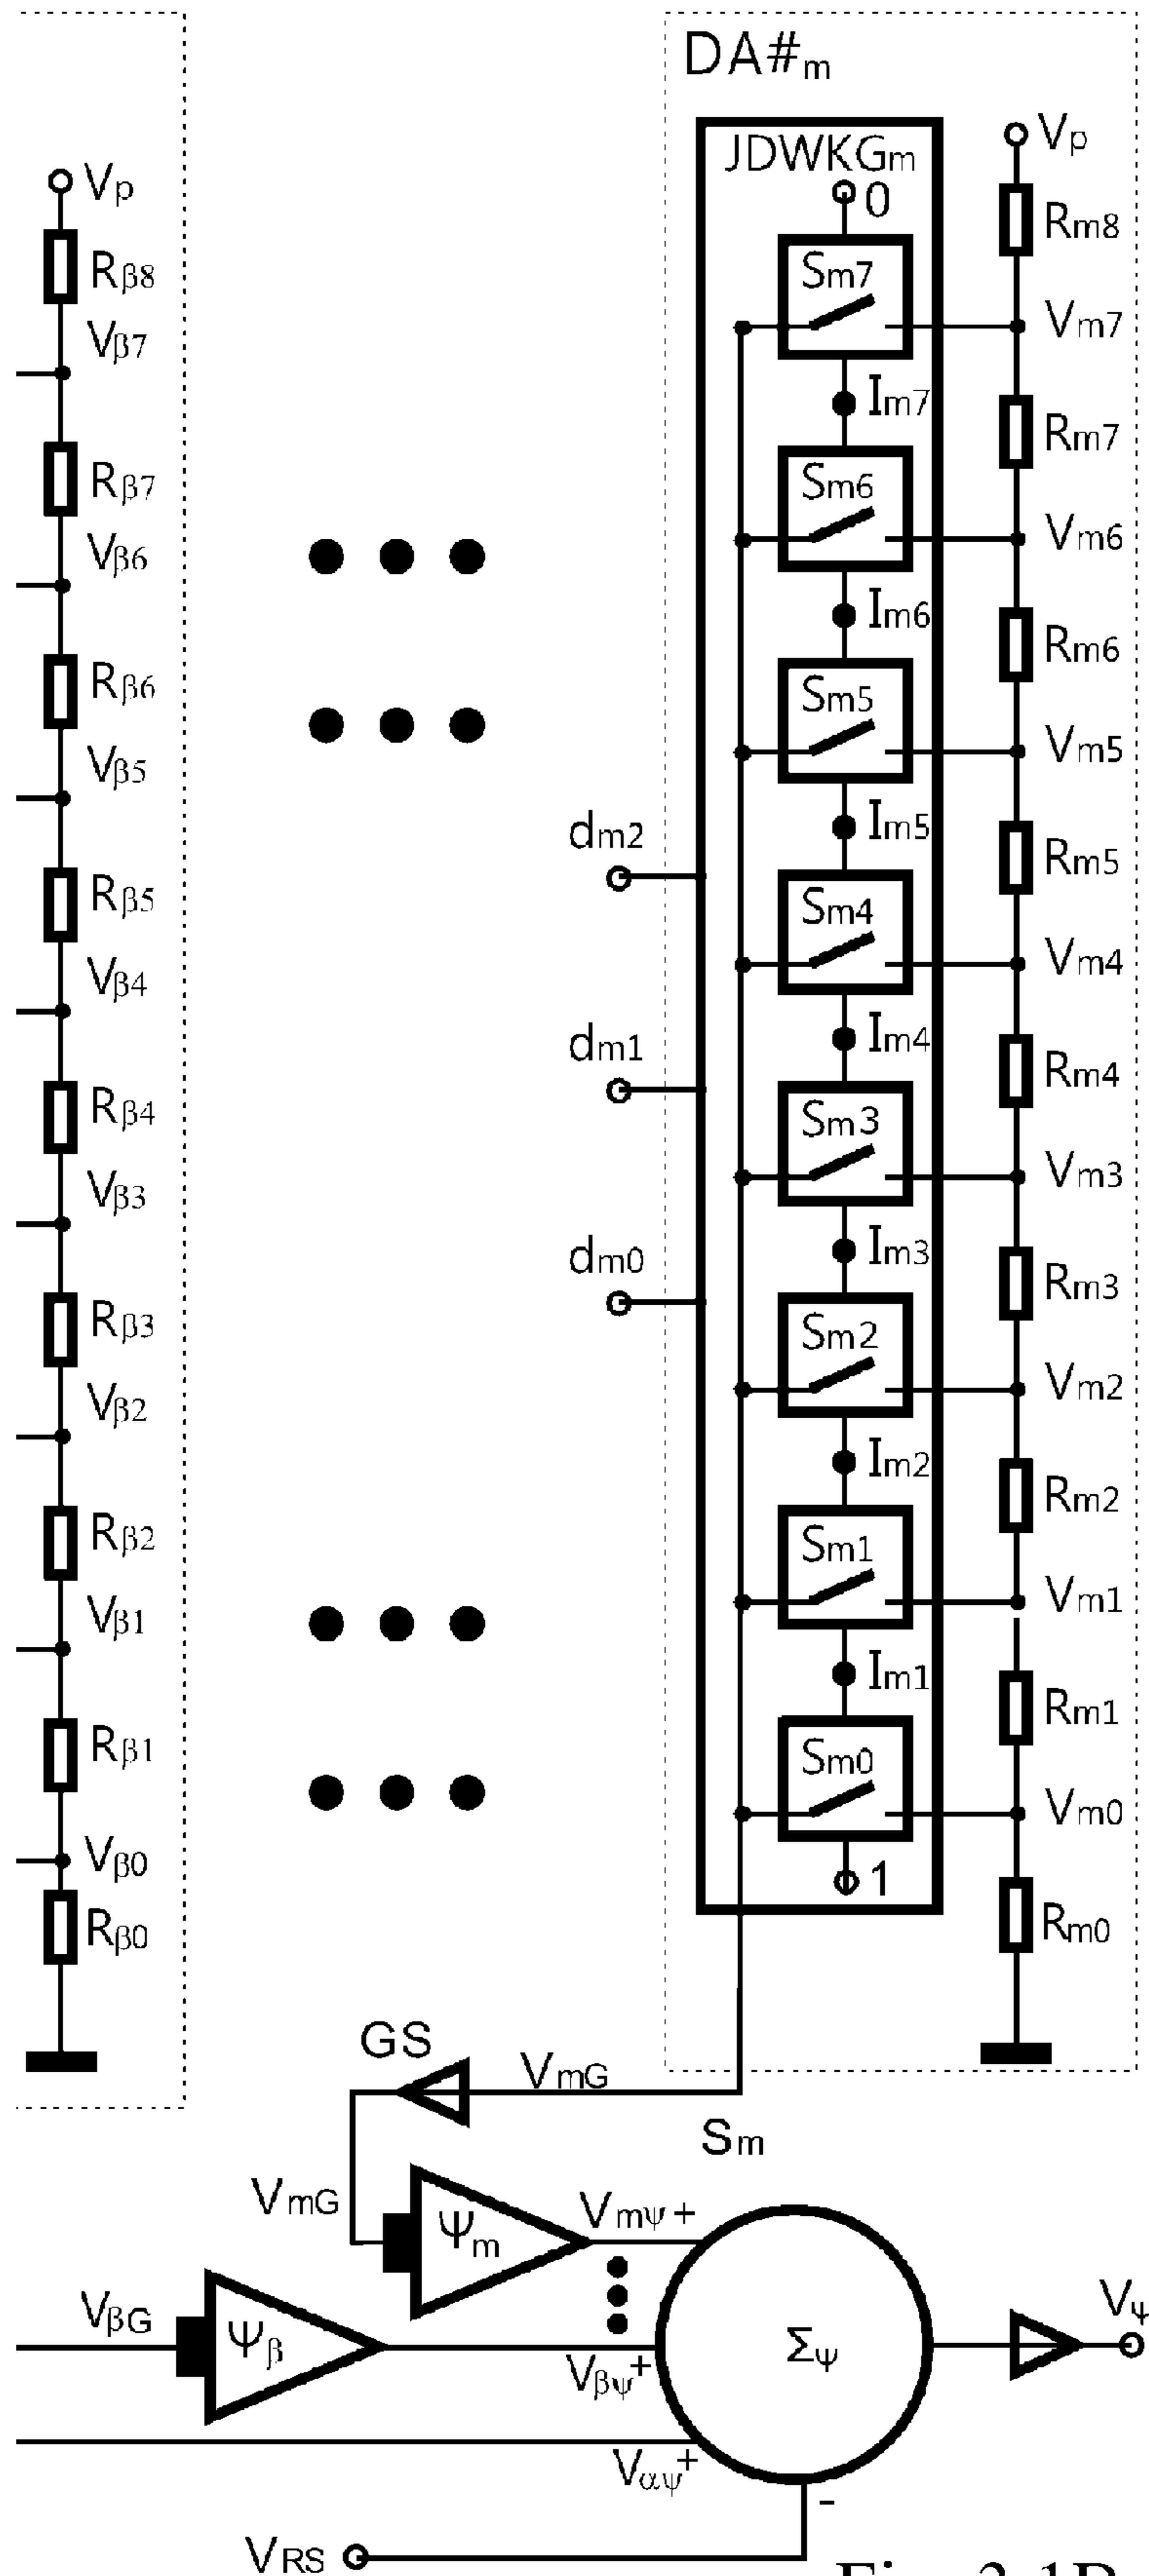 DA#m
JDWKGm
0
Vp
Rm8
Sm7
Vm7
Im7
Rm7
Sm6
Vm6
Im6
Rm6
Sm5
Vm5
Im5
Rm5
Sm4
Vm4
Im4
Rm4
Sm3
Vm3
Im3
Rm3
Sm2
Vm2
Im2
Rm2
Sm1
Vm1
Im1
Rm1
Sm0
Vm0
1
Rm0
dm2
dm1
dm0
Vp
Rβ8
Vβ7
Rβ7
Vβ6
Rβ6
Vβ5
Rβ5
Vβ4
Rβ4
Vβ3
Rβ3
Vβ2
Rβ2
Vβ1
Rβ1
Vβ0
Rβ0
GS
VmG
Sm
VmG
Ψm
Vmψ +
VβG
Ψβ
Vβψ +
Σψ
Vψ
Vαψ +
-
VRS